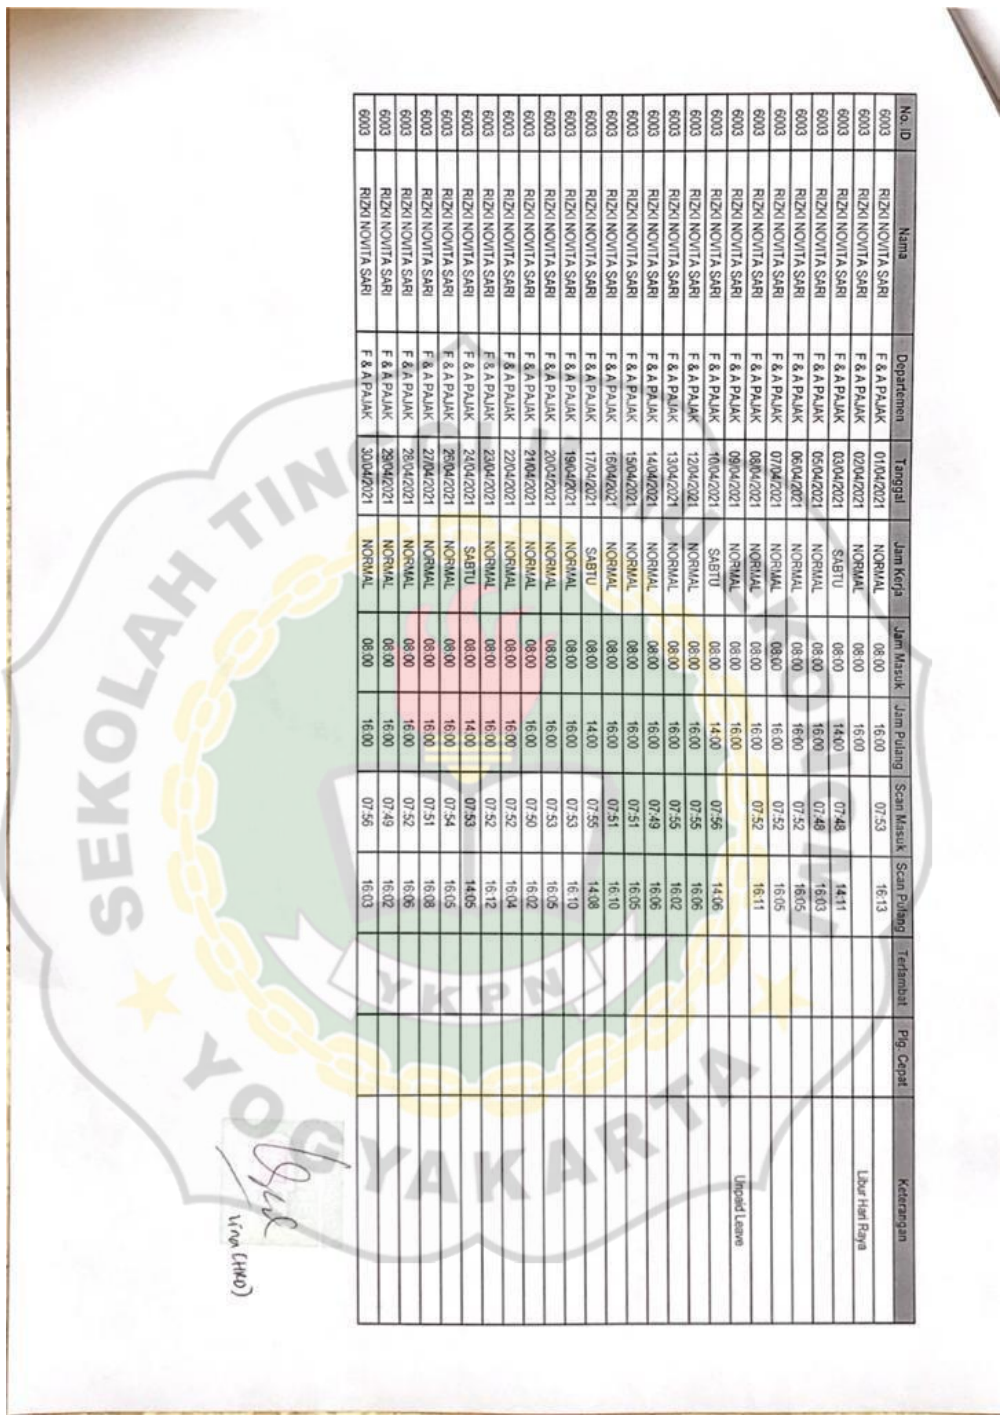 No. ID Nama Departemen Tanggal Jam Kerja Jam Masuk Jam Pulang Scan Masuk Scan Pulang Terlambat Plg. Cepat Keterangan
6003 RIZKI NOVITA SARI F & A PAJAK 01/04/2021 NORMAL 08:00 16:00 07:53 16:13
6003 RIZKI NOVITA SARI F & A PAJAK 02/04/2021 NORMAL 08:00 16:00 Libur Hari Raya
6003 RIZKI NOVITA SARI F & A PAJAK 03/04/2021 SABTU 08:00 14:00 07:48 14:11
6003 RIZKI NOVITA SARI F & A PAJAK 05/04/2021 NORMAL 08:00 16:00 07:48 16:03
6003 RIZKI NOVITA SARI F & A PAJAK 06/04/2021 NORMAL 08:00 16:00 07:52 16:05
6003 RIZKI NOVITA SARI F & A PAJAK 07/04/2021 NORMAL 08:00 16:00 07:52 16:05
6003 RIZKI NOVITA SARI F & A PAJAK 08/04/2021 NORMAL 08:00 16:00 07:52 16:11
6003 RIZKI NOVITA SARI F & A PAJAK 09/04/2021 NORMAL 08:00 16:00 Unpaid Leave
6003 RIZKI NOVITA SARI F & A PAJAK 10/04/2021 SABTU 08:00 14:00 07:56 14:06
6003 RIZKI NOVITA SARI F & A PAJAK 12/04/2021 NORMAL 08:00 16:00 07:55 16:06
6003 RIZKI NOVITA SARI F & A PAJAK 13/04/2021 NORMAL 08:00 16:00 07:55 16:02
6003 RIZKI NOVITA SARI F & A PAJAK 14/04/2021 NORMAL 08:00 16:00 07:49 16:06
6003 RIZKI NOVITA SARI F & A PAJAK 15/04/2021 NORMAL 08:00 16:00 07:51 16:05
6003 RIZKI NOVITA SARI F & A PAJAK 16/04/2021 NORMAL 08:00 16:00 07:51 16:10
6003 RIZKI NOVITA SARI F & A PAJAK 17/04/2021 SABTU 08:00 14:00 07:55 14:08
6003 RIZKI NOVITA SARI F & A PAJAK 19/04/2021 NORMAL 08:00 16:00 07:53 16:10
6003 RIZKI NOVITA SARI F & A PAJAK 20/04/2021 NORMAL 08:00 16:00 07:53 16:05
6003 RIZKI NOVITA SARI F & A PAJAK 21/04/2021 NORMAL 08:00 16:00 07:50 16:02
6003 RIZKI NOVITA SARI F & A PAJAK 22/04/2021 NORMAL 08:00 16:00 07:52 16:04
6003 RIZKI NOVITA SARI F & A PAJAK 23/04/2021 NORMAL 08:00 16:00 07:52 16:12
6003 RIZKI NOVITA SARI F & A PAJAK 24/04/2021 SABTU 08:00 14:00 07:53 14:05
6003 RIZKI NOVITA SARI F & A PAJAK 26/04/2021 NORMAL 08:00 16:00 07:54 16:05
6003 RIZKI NOVITA SARI F & A PAJAK 27/04/2021 NORMAL 08:00 16:00 07:51 16:08
6003 RIZKI NOVITA SARI F & A PAJAK 28/04/2021 NORMAL 08:00 16:00 07:52 16:06
6003 RIZKI NOVITA SARI F & A PAJAK 29/04/2021 NORMAL 08:00 16:00 07:49 16:02
6003 RIZKI NOVITA SARI F & A PAJAK 30/04/2021 NORMAL 08:00 16:00 07:56 16:03
Vina (HRD)
SEKOLAH TINGGI ILMU EKONOMI
YKPN
YOGYAKARTA